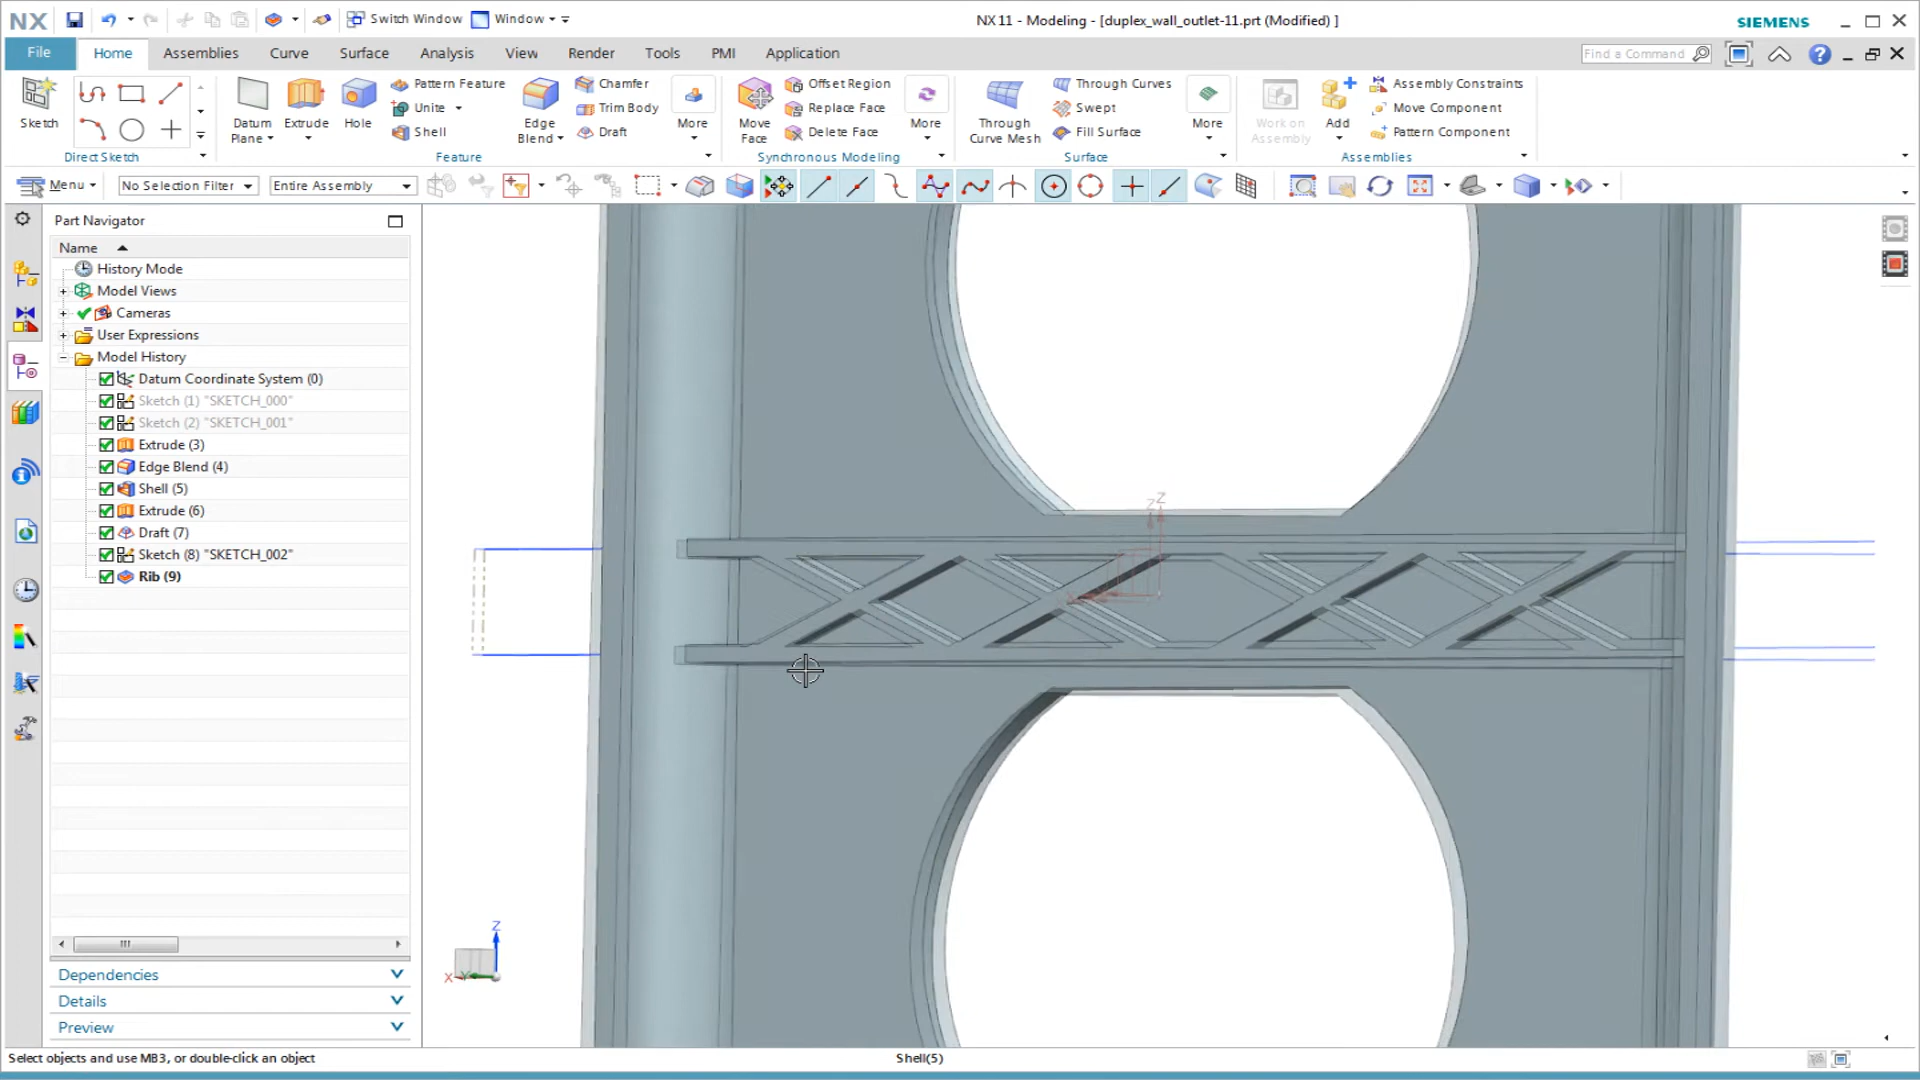 NX
Switch Window
Window
NX 11 - Modeling - [duplex_wall_outlet-11.prt (Modified) ]
SIEMENS
File
Home
Assemblies
Curve
Surface
Analysis
View
Render
Tools
PMI
Application
Find a Command
Sketch
Direct Sketch
Datum Plane
Extrude
Hole
Pattern Feature
Unite
Shell
Edge Blend
Chamfer
Trim Body
Draft
More
Feature
Move Face
Offset Region
Replace Face
Delete Face
More
Synchronous Modeling
Through Curve Mesh
Through Curves
Swept
Fill Surface
More
Surface
Work on Assembly
Add
Assembly Constraints
Move Component
Pattern Component
Assemblies
Menu
No Selection Filter
Entire Assembly
Part Navigator
Name
History Mode
Model Views
Cameras
User Expressions
Model History
Datum Coordinate System (0)
Sketch (1) "SKETCH_000"
Sketch (2) "SKETCH_001"
Extrude (3)
Edge Blend (4)
Shell (5)
Extrude (6)
Draft (7)
Sketch (8) "SKETCH_002"
Rib (9)
Dependencies
Details
Preview
Z
Z
X
Z
X
Y
Select objects and use MB3, or double-click an object
Shell(5)